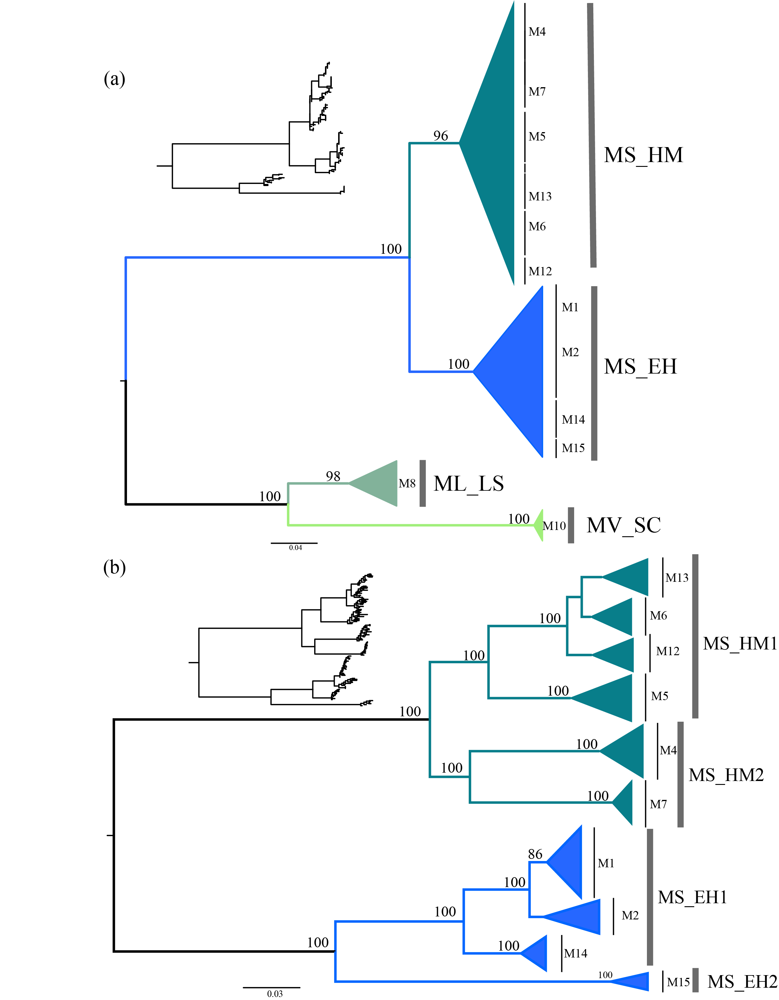 (a)
M4
M7
96
M5
MS_HM
M13
M6
100
M12
M1
M2
100
MS_EH
M14
M15
98
M8
ML_LS
100
100
M10
MV_SC
0.04
(b)
M13
100
M6
MS_HM1
M12
100
100
M5
100
100
M4
100
MS_HM2
100
M7
86
M1
100
MS_EH1
100
M2
100
100
M14
100
M15
MS_EH2
0.03